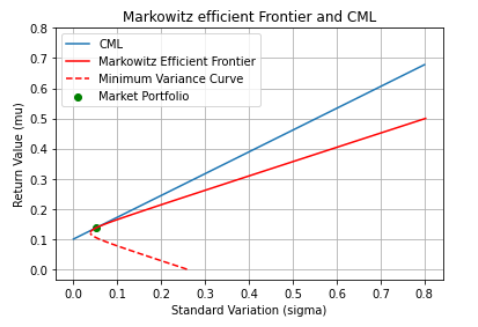 Markowitz efficient Frontier and CML
CML
Markowitz Efficient Frontier
Minimum Variance Curve
Market Portfolio
Return Value (mu)
0.8
0.7
0.6
0.5
0.4
0.3
0.2
0.1
0.0
0.0 0.1 0.2 0.3 0.4 0.5 0.6 0.7 0.8
Standard Variation (sigma)